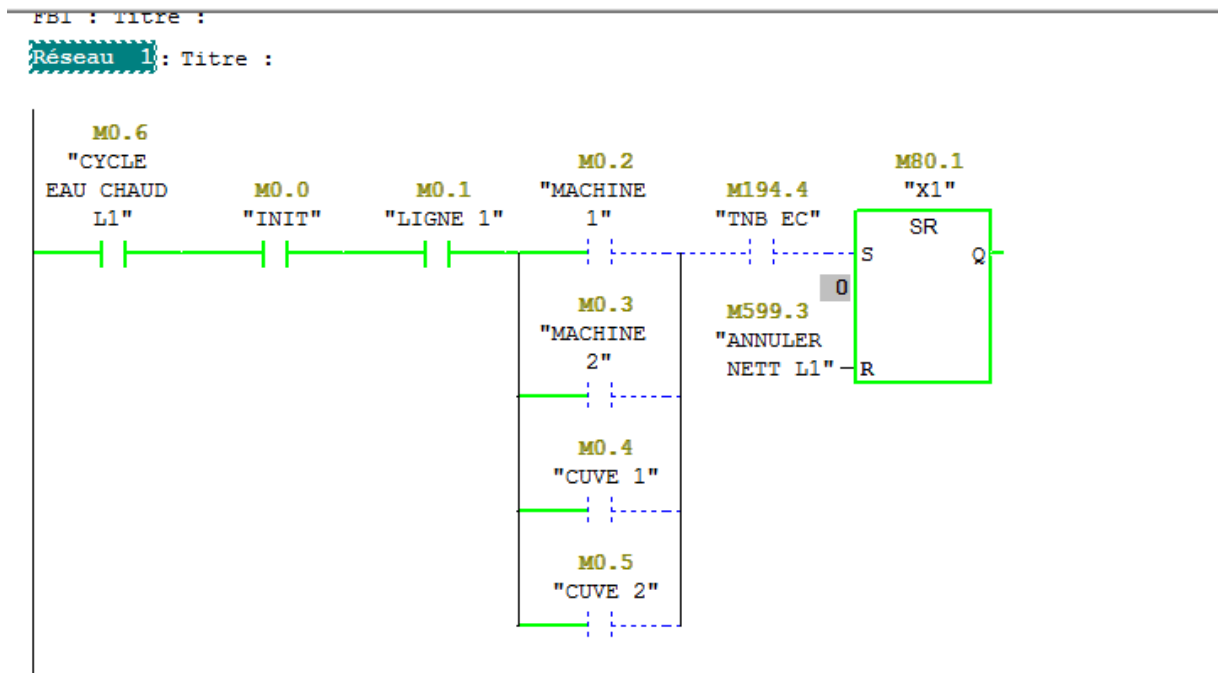 FB1 : Titre :
Réseau 1: Titre :
M0.6
"CYCLE
EAU CHAUD
L1"
M0.0
"INIT"
M0.1
"LIGNE 1"
M0.2
"MACHINE
1"
M194.4
"TNB EC"
M80.1
"X1"
SR
S
Q
0
M599.3
"ANNULER
NETT L1"
R
M0.3
"MACHINE
2"
M0.4
"CUVE 1"
M0.5
"CUVE 2"